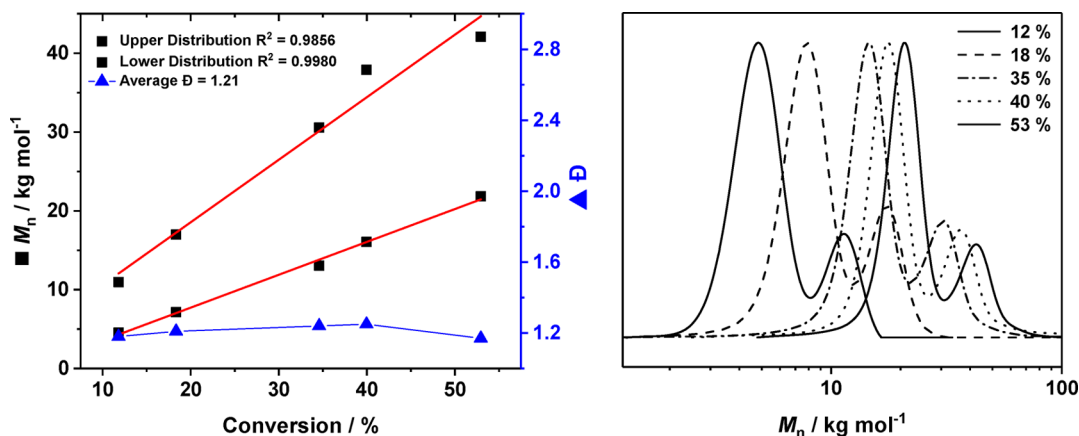 40
30
20
10
0
■ Mn / kg mol-1
■ Upper Distribution R2 = 0.9856
■ Lower Distribution R2 = 0.9980
▲ Average Đ = 1.21
2.8
2.4
2.0
1.6
1.2
▲ Đ
10 20 30 40 50
Conversion / %
12 %
18 %
35 %
40 %
53 %
10 100
Mn / kg mol-1